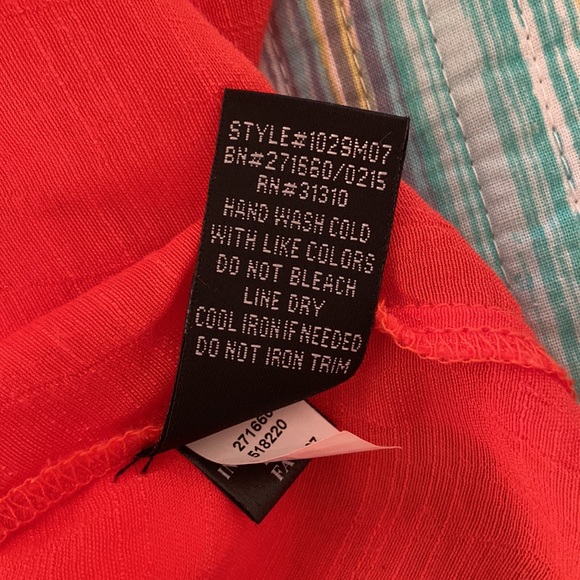 STYLE#1029M07
BN#271660/0215
RN#31310
HAND WASH COLD
WITH LIKE COLORS
DO NOT BLEACH
LINE DRY
COOL IRON IF NEEDED
DO NOT IRON TRIM
518220